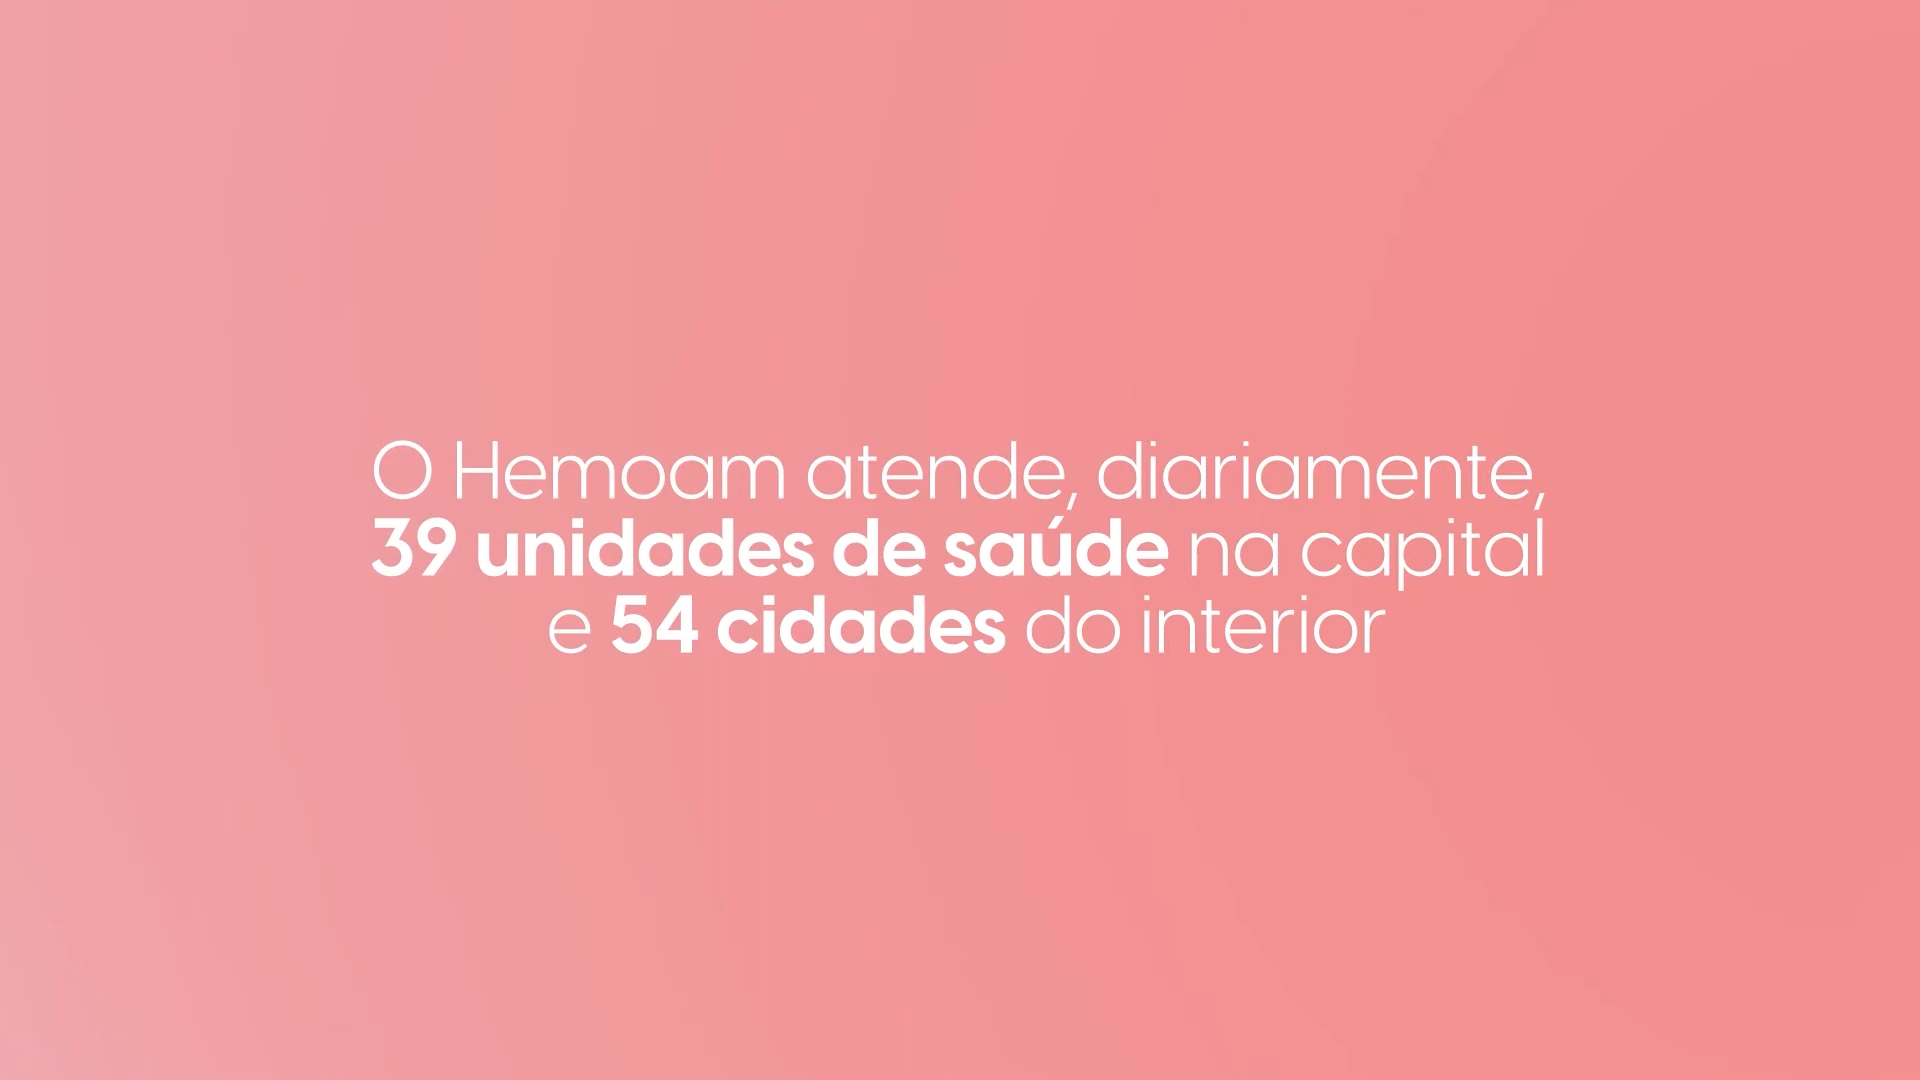 O Hemoam atende, diariamente,
39 unidades de saúde na capital
e 54 cidades do interior